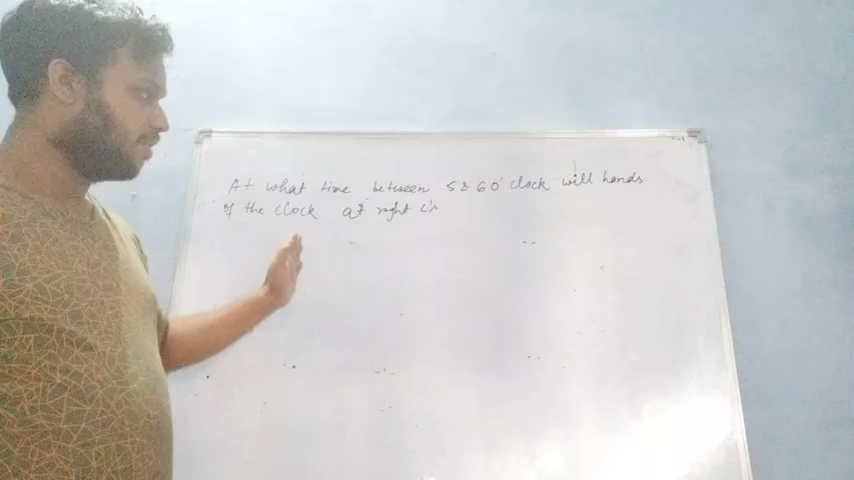 At what time between 5 & 6 O'clock will hands
of the clock at right L's